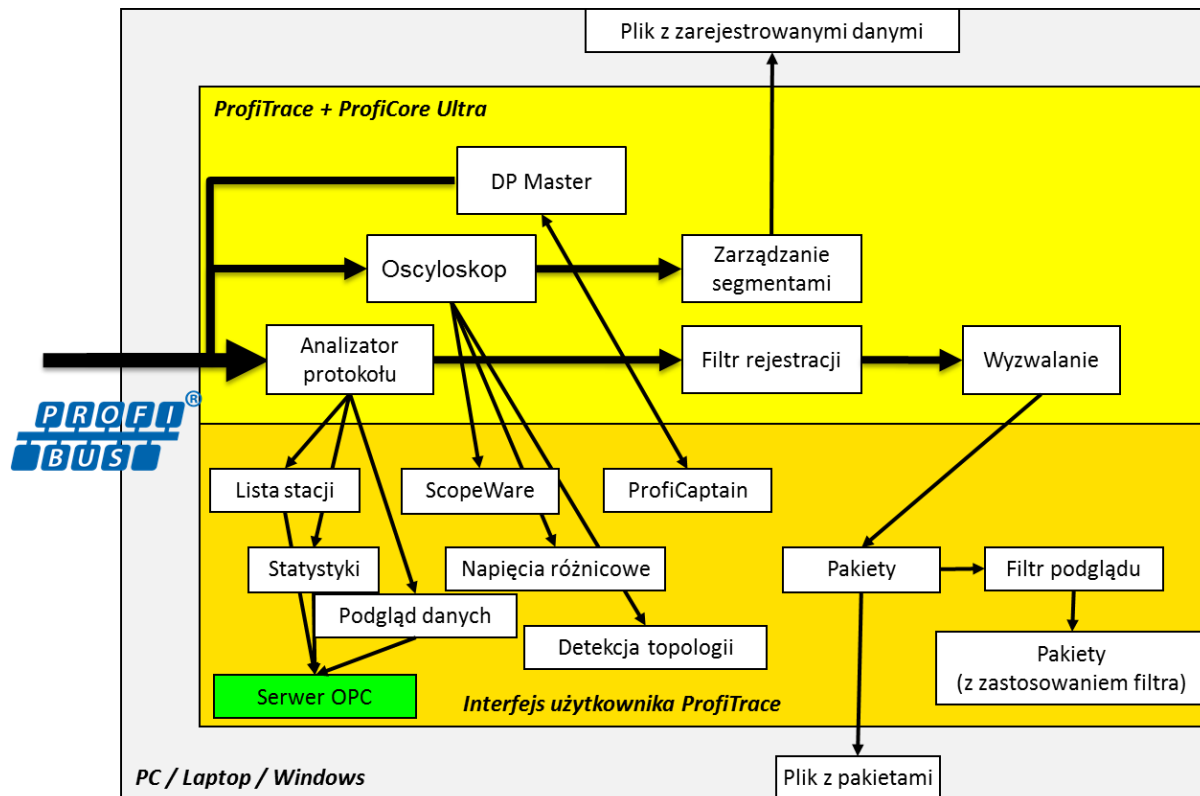 Plik z zarejestrowanymi danymi
ProfiTrace + ProfiCore Ultra
DP Master
Oscyloskop
Zarządzanie
segmentami
Analizator
protokołu
Filtr rejestracji
Wyzwalanie
PROFI
BUS
®
Lista stacji
ScopeWare
ProfiCaptain
Statystyki
Napięcia różnicowe
Pakiety
Filtr podglądu
Podgląd danych
Detekcja topologii
Pakiety
(z zastosowaniem filtra)
Serwer OPC
Interfejs użytkownika ProfiTrace
PC / Laptop / Windows
Plik z pakietami